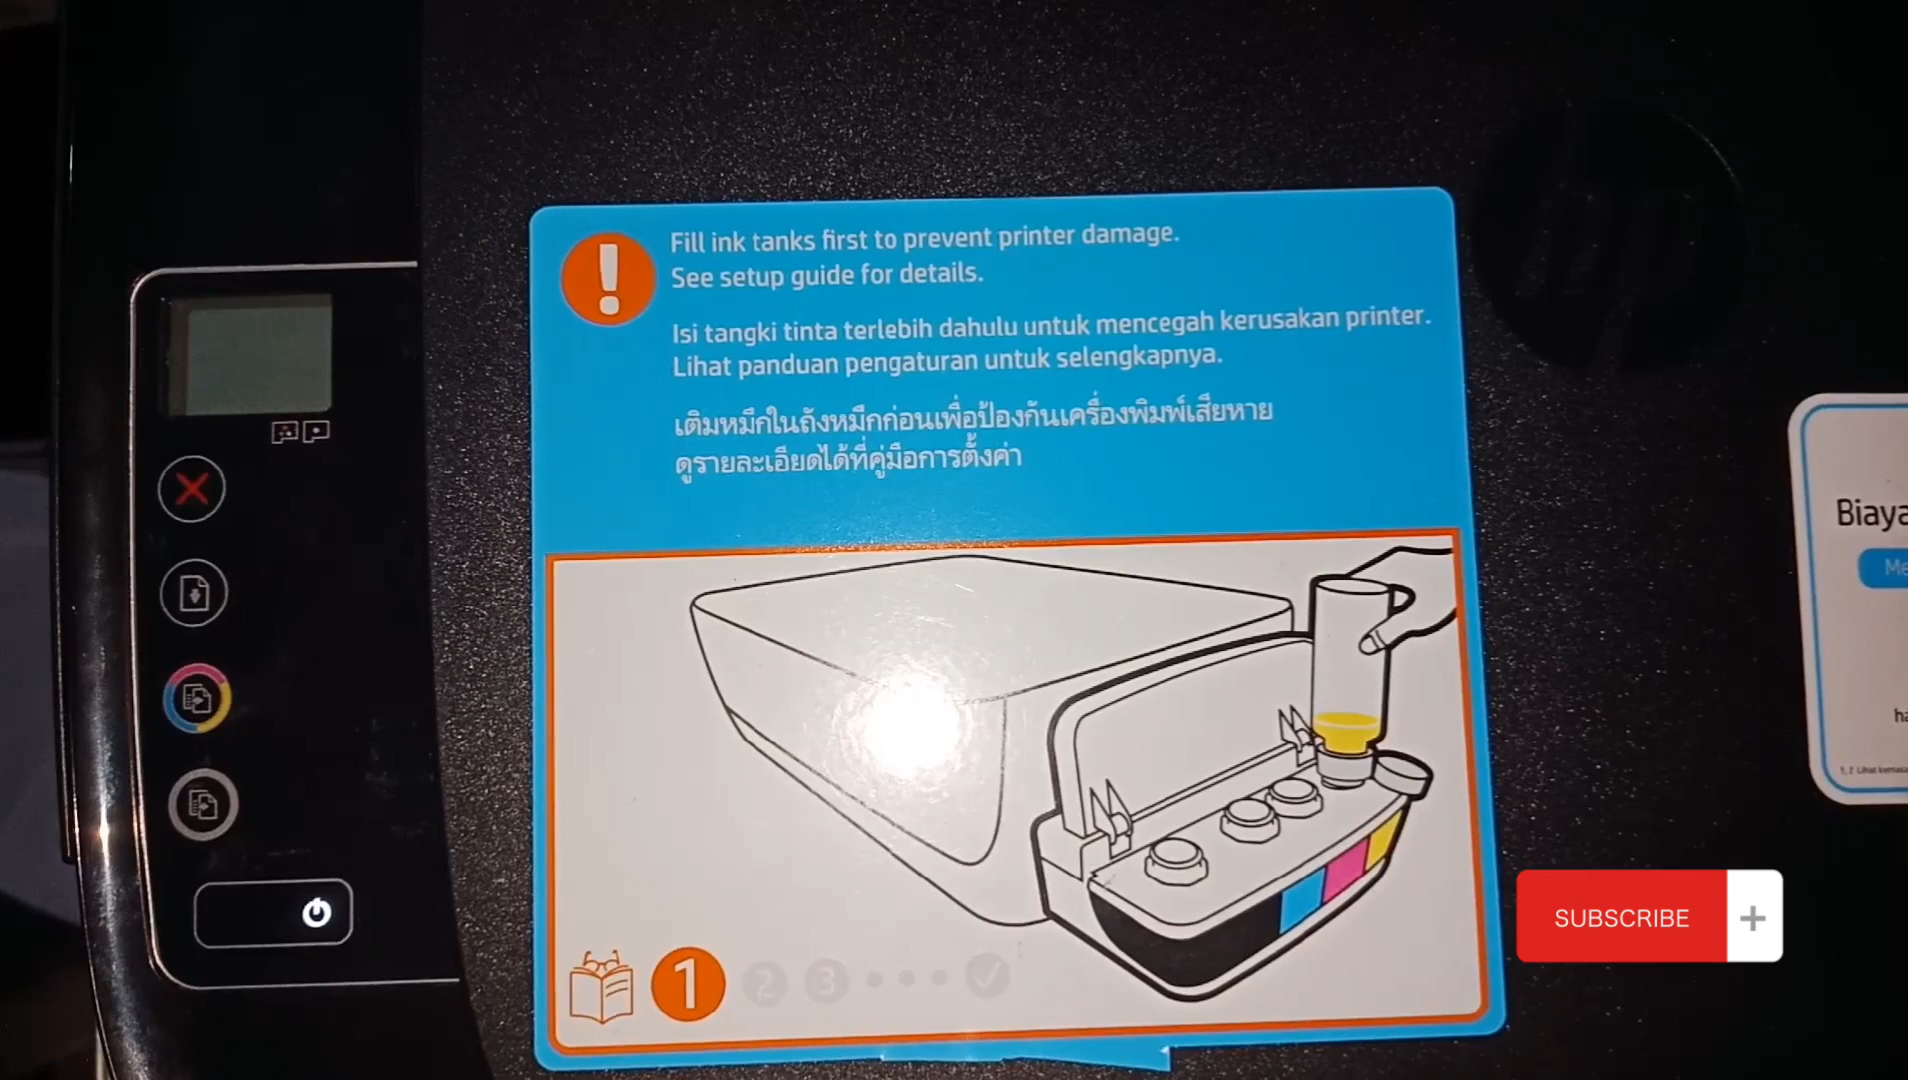 Fill ink tanks first to prevent printer damage.
See setup guide for details.
Isi tangki tinta terlebih dahulu untuk mencegah kerusakan printer.
Lihat panduan pengaturan untuk selengkapnya.
เติมหมึกในถังหมึกก่อนเพื่อป้องกันเครื่องพิมพ์เสียหาย
ดูรายละเอียดได้ที่คู่มือการตั้งค่า
1 2 3
hp
Biaya
SUBSCRIBE